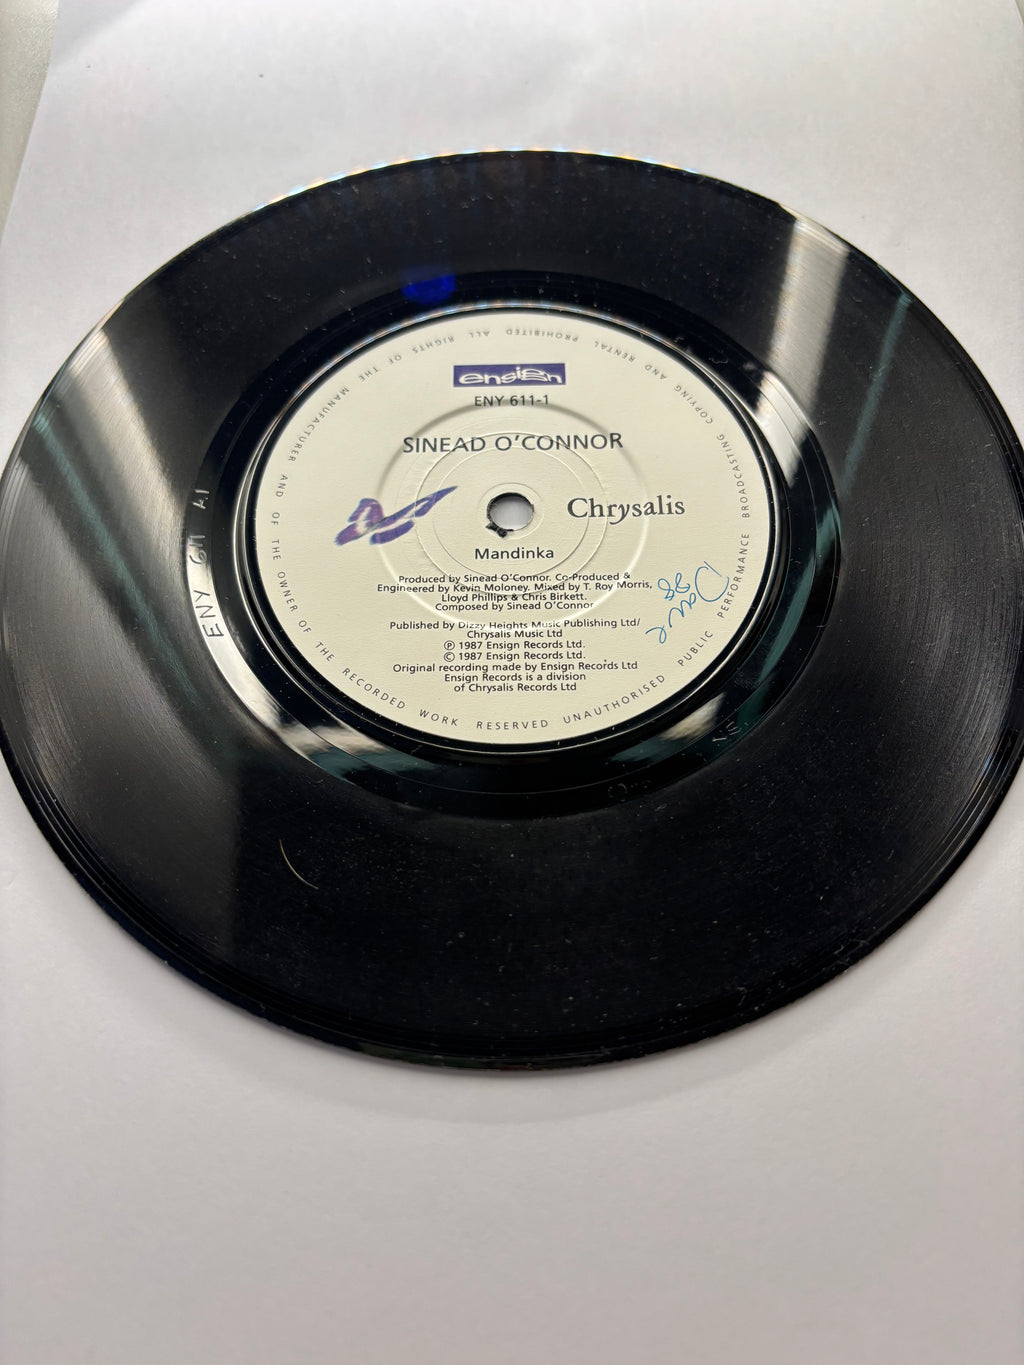 ensign
ENY 611-1
SINEAD O'CONNOR
Chrysalis
Mandinka
Produced by Sinead O'Connor. Co-Produced &
Engineered by Kevin Moloney. Mixed by T. Roy Morris,
Lloyd Phillips & Chris Birkett.
Composed by Sinead O'Connor
Published by Dizzy Heights Music Publishing Ltd/
Chrysalis Music Ltd
Ⓟ 1987 Ensign Records Ltd.
© 1987 Ensign Records Ltd.
Original recording made by Ensign Records Ltd
Ensign Records is a division
of Chrysalis Records Ltd
ALL RIGHTS OF THE MANUFACTURER AND OF THE OWNER OF THE RECORDED WORK RESERVED UNAUTHORISED PUBLIC PERFORMANCE BROADCASTING COPYING AND RENTAL PROHIBITED
Dave
88
ENY 611 A1